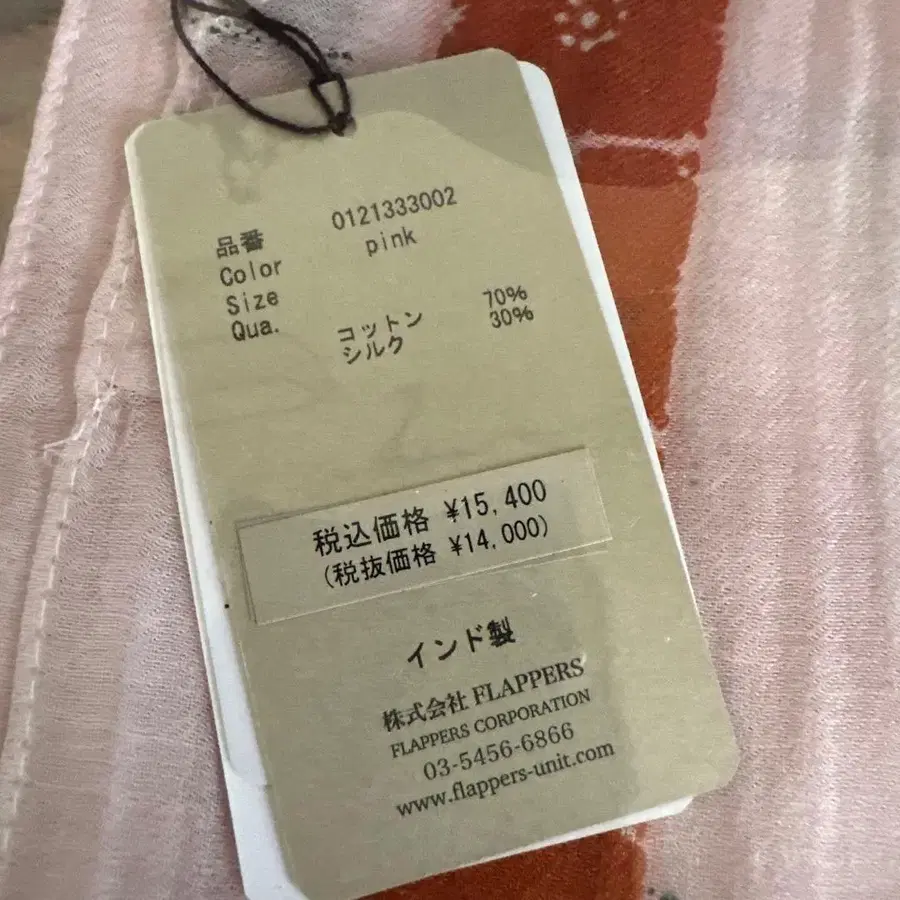 品番 0121333002
Color pink
Size
Qua. コットン 70%
シルク 30%
税込価格 ¥15,400
(税抜価格 ¥14,000)
インド製
株式会社 FLAPPERS
FLAPPERS CORPORATION
03-5456-6866
www.flappers-unit.com